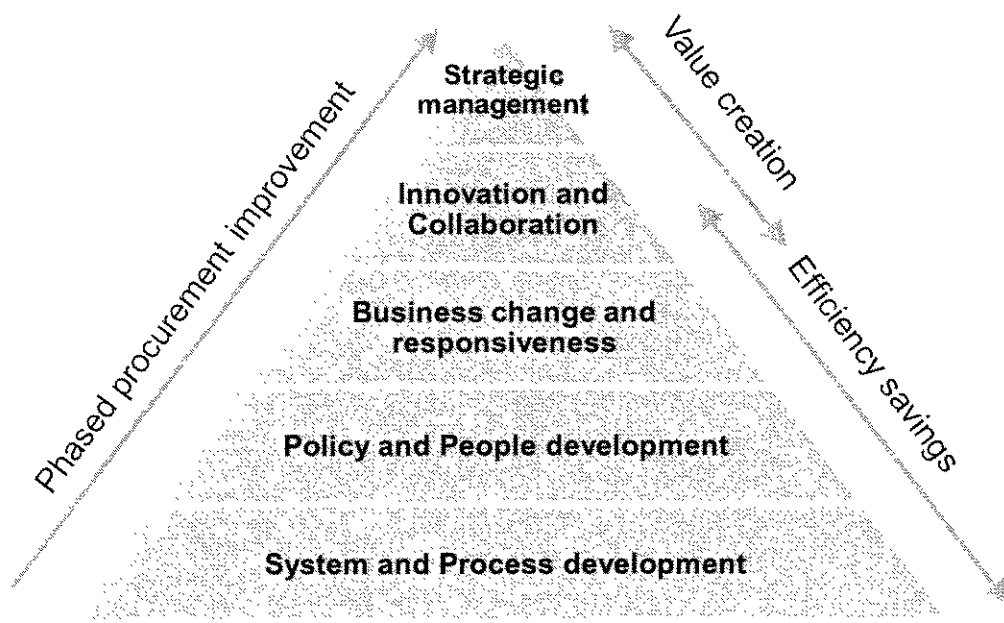 Strategic
management
Innovation and
Collaboration
Business change and
responsiveness
Policy and People development
System and Process development
Phased procurement improvement
Value creation
Efficiency savings